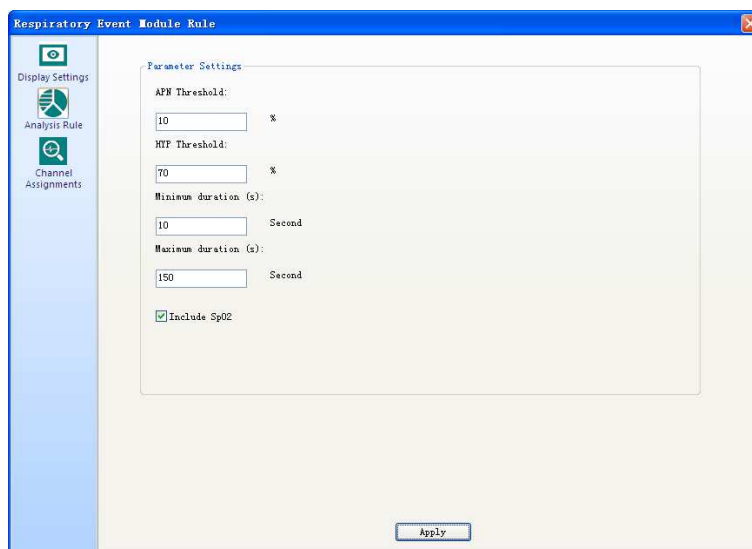 Respiratory Event Module Rule
Display Settings
Analysis Rule
Channel
Assignments
Parameter Settings
APN Threshold:
10 %
HYP Threshold:
70 %
Minimum duration (s):
10 Second
Maximum duration (s):
150 Second
Include SpO2
Apply